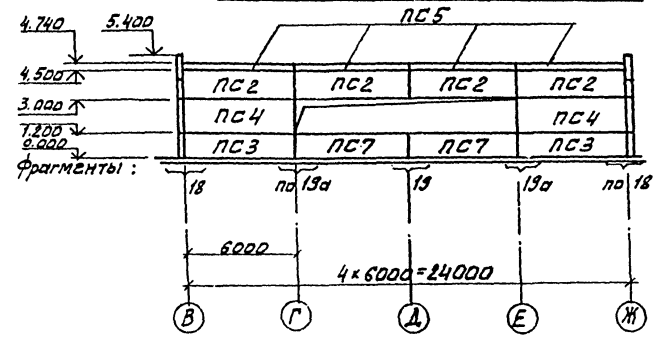 ПС5
4.740
5.400
4.500
ПС2 ПС2 ПС2 ПС2
3.000
ПС4 ПС4
1.200
ПС3 ПС7 ПС7 ПС3
0.000
Фрагменты:
18 по 19а 19 19а по 18
6000
4×6000=24000
В Г Д Е Ж